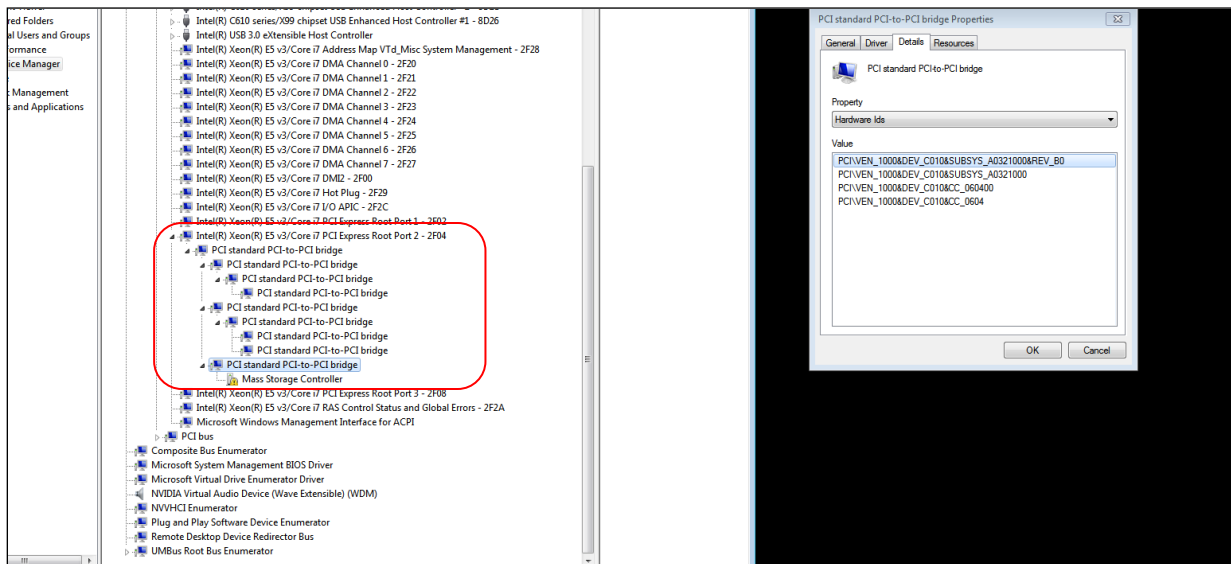 red Folders
al Users and Groups
formance
ice Manager
Management
s and Applications
Intel(R) C610 series/X99 chipset USB Enhanced Host Controller #1 - 8D26
Intel(R) USB 3.0 eXtensible Host Controller
Intel(R) Xeon(R) E5 v3/Core i7 Address Map VTd_Misc System Management - 2F28
Intel(R) Xeon(R) E5 v3/Core i7 DMA Channel 0 - 2F20
Intel(R) Xeon(R) E5 v3/Core i7 DMA Channel 1 - 2F21
Intel(R) Xeon(R) E5 v3/Core i7 DMA Channel 2 - 2F22
Intel(R) Xeon(R) E5 v3/Core i7 DMA Channel 3 - 2F23
Intel(R) Xeon(R) E5 v3/Core i7 DMA Channel 4 - 2F24
Intel(R) Xeon(R) E5 v3/Core i7 DMA Channel 5 - 2F25
Intel(R) Xeon(R) E5 v3/Core i7 DMA Channel 6 - 2F26
Intel(R) Xeon(R) E5 v3/Core i7 DMA Channel 7 - 2F27
Intel(R) Xeon(R) E5 v3/Core i7 DMI2 - 2F00
Intel(R) Xeon(R) E5 v3/Core i7 Hot Plug - 2F29
Intel(R) Xeon(R) E5 v3/Core i7 I/O APIC - 2F2C
Intel(R) Xeon(R) E5 v3/Core i7 PCI Express Root Port 1 - 2F02
Intel(R) Xeon(R) E5 v3/Core i7 PCI Express Root Port 2 - 2F04
PCI standard PCI-to-PCI bridge
PCI standard PCI-to-PCI bridge
PCI standard PCI-to-PCI bridge
PCI standard PCI-to-PCI bridge
PCI standard PCI-to-PCI bridge
PCI standard PCI-to-PCI bridge
PCI standard PCI-to-PCI bridge
PCI standard PCI-to-PCI bridge
PCI standard PCI-to-PCI bridge
Mass Storage Controller
Intel(R) Xeon(R) E5 v3/Core i7 PCI Express Root Port 3 - 2F08
Intel(R) Xeon(R) E5 v3/Core i7 RAS Control Status and Global Errors - 2F2A
Microsoft Windows Management Interface for ACPI
PCI bus
Composite Bus Enumerator
Microsoft System Management BIOS Driver
Microsoft Virtual Drive Enumerator Driver
NVIDIA Virtual Audio Device (Wave Extensible) (WDM)
NVVHCI Enumerator
Plug and Play Software Device Enumerator
Remote Desktop Device Redirector Bus
UMBus Root Bus Enumerator
PCI standard PCI-to-PCI bridge Properties
General Driver Details Resources
PCI standard PCI-to-PCI bridge
Property
Hardware Ids
Value
PCI\VEN_1000&DEV_C010&SUBSYS_A0321000&REV_B0
PCI\VEN_1000&DEV_C010&SUBSYS_A0321000
PCI\VEN_1000&DEV_C010&CC_060400
PCI\VEN_1000&DEV_C010&CC_0604
OK Cancel